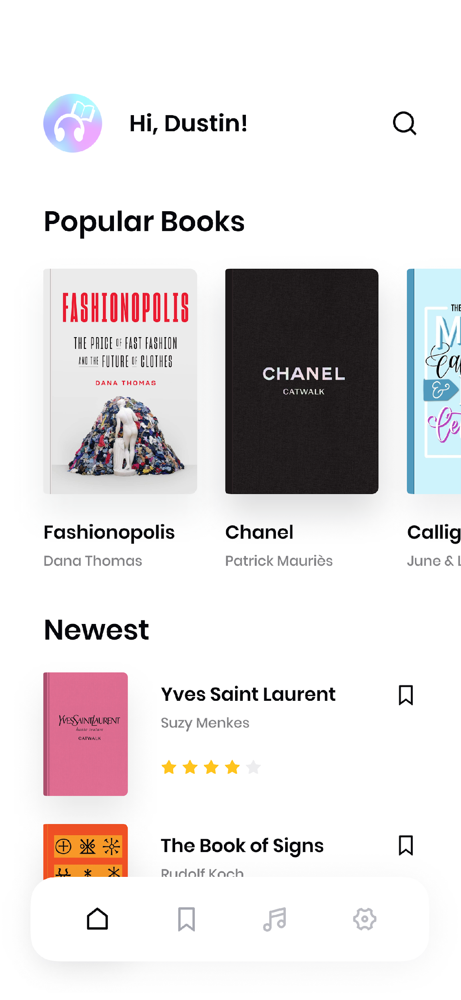 Hi, Dustin!
Popular Books
FASHIONOPOLIS
THE PRICE OF FAST FASHION
AND THE FUTURE OF CLOTHES
DANA THOMAS
CHANEL
CATWALK
THE
&
Fashionopolis
Dana Thomas
Chanel
Patrick Mauriès
Callig
June & L
Newest
YVESSAINTLAURENT
haute couture
CATWALK
Yves Saint Laurent
Suzy Menkes
The Book of Signs
Rudolf Koch